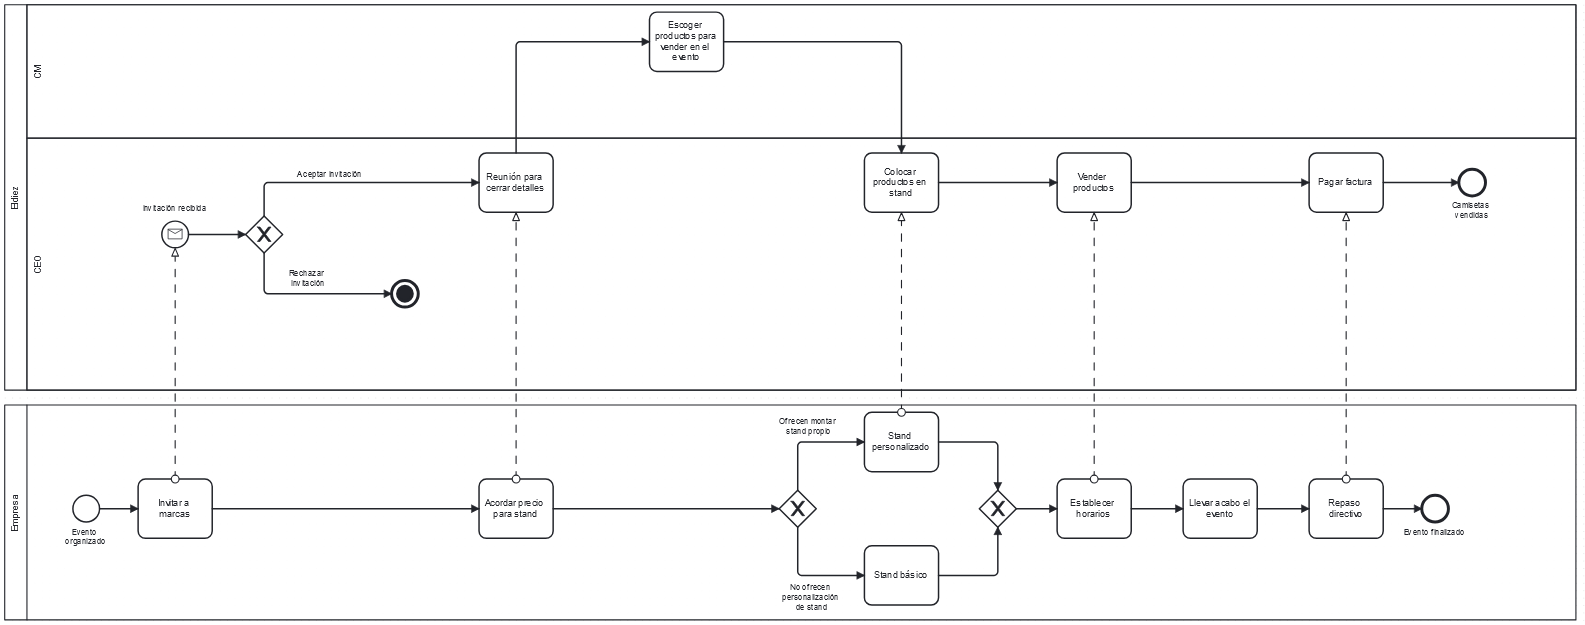 Eldiez
CM
Escoger
productos para
vender en el
evento
CEO
Invitación recibida
Aceptar invitación
Rechazar
invitación
Reunión para
cerrar detalles
Colocar
productos en
stand
Vender
productos
Pagar factura
Camisetas
vendidas
Empresa
Evento
organizado
Invitar a
marcas
Acordar precio
para stand
Ofrecen montar
stand propio
No ofrecen
personalización
de stand
Stand
personalizado
Stand básico
Establecer
horarios
Llevar acabo el
evento
Repaso
directivo
Evento finalizado